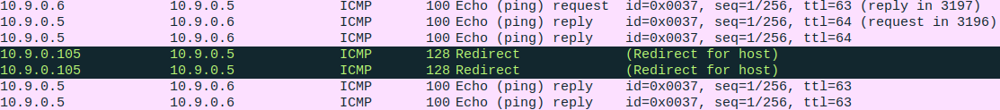 10.9.0.6 10.9.0.5 ICMP 100 Echo (ping) request id=0x0037, seq=1/256, ttl=63 (reply in 3197)
10.9.0.5 10.9.0.6 ICMP 100 Echo (ping) reply id=0x0037, seq=1/256, ttl=64 (request in 3196)
10.9.0.5 10.9.0.6 ICMP 100 Echo (ping) reply id=0x0037, seq=1/256, ttl=64
10.9.0.105 10.9.0.5 ICMP 128 Redirect (Redirect for host)
10.9.0.105 10.9.0.5 ICMP 128 Redirect (Redirect for host)
10.9.0.5 10.9.0.6 ICMP 100 Echo (ping) reply id=0x0037, seq=1/256, ttl=63
10.9.0.5 10.9.0.6 ICMP 100 Echo (ping) reply id=0x0037, seq=1/256, ttl=63